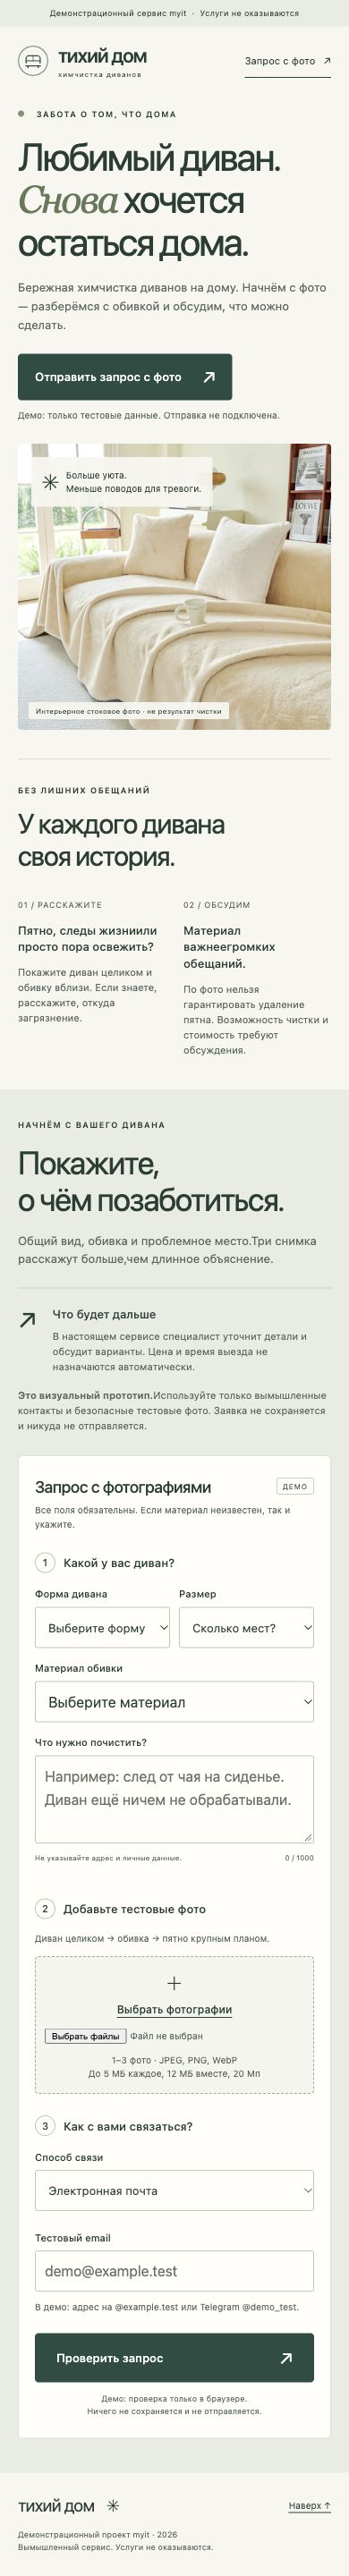 Демонстрационный сервис myit · Услуги не оказываются
ТИХИЙ ДОМ
химчистка диванов
Запрос с фото ↗
ЗАБОТА О ТОМ, ЧТО ДОМА
Любимый диван.
Снова хочется
остаться дома.
Бережная химчистка диванов на дому. Начнём с фото
— разберёмся с обивкой и обсудим, что можно
сделать.
Отправить запрос с фото ↗
Демо: только тестовые данные. Отправка не подключена.
Больше уюта.
Меньше поводов для тревоги.
LOEWE
Интерьерное стоковое фото · не результат чистки
БЕЗ ЛИШНИХ ОБЕЩАНИЙ
У каждого дивана
своя история.
01 / РАССКАЖИТЕ
Пятно, следы жизниили
просто пора освежить?
Покажите диван целиком и
обивку вблизи. Если знаете,
расскажите, откуда
загрязнение.
02 / ОБСУДИМ
Материал
важнеегромких
обещаний.
По фото нельзя
гарантировать удаление
пятна. Возможность чистки и
стоимость требуют
обсуждения.
НАЧНЁМ С ВАШЕГО ДИВАНА
Покажите,
о чём позаботиться.
Общий вид, обивка и проблемное место.Три снимка
расскажут больше,чем длинное объяснение.
↗ Что будет дальше
В настоящем сервисе специалист уточнит детали и
обсудит варианты. Цена и время выезда не
назначаются автоматически.
Это визуальный прототип.Используйте только вымышленные
контакты и безопасные тестовые фото. Заявка не сохраняется
и никуда не отправляется.
Запрос с фотографиями
ДЕМО
Все поля обязательны. Если материал неизвестен, так и
укажите.
1 Какой у вас диван?
Форма дивана
Размер
Выберите форму
Сколько мест?
Материал обивки
Выберите материал
Что нужно почистить?
Например: след от чая на сиденье.
Диван ещё ничем не обрабатывали.
Не указывайте адрес и личные данные.
0 / 1000
2 Добавьте тестовые фото
Диван целиком → обивка → пятно крупным планом.
+
Выбрать фотографии
Выбрать файлы Файл не выбран
1–3 фото · JPEG, PNG, WebP
До 5 МБ каждое, 12 МБ вместе, 20 Мп
3 Как с вами связаться?
Способ связи
Электронная почта
Тестовый email
demo@example.test
В демо: адрес на @example.test или Telegram @demo_test.
Проверить запрос ↗
Демо: проверка только в браузере.
Ничего не сохраняется и не отправляется.
ТИХИЙ ДОМ
Наверх ↑
Демонстрационный проект myit · 2026
Вымышленный сервис. Услуги не оказываются.